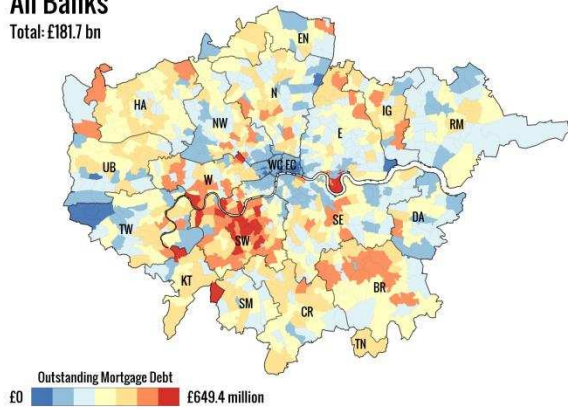 All Banks
Total: £181.7 bn
EN
HA
N
IG
NW
E
RM
UB
WC EC
W
TW
SE
DA
SW
KT
BR
SM
CR
TN
Outstanding Mortgage Debt
£0 £649.4 million